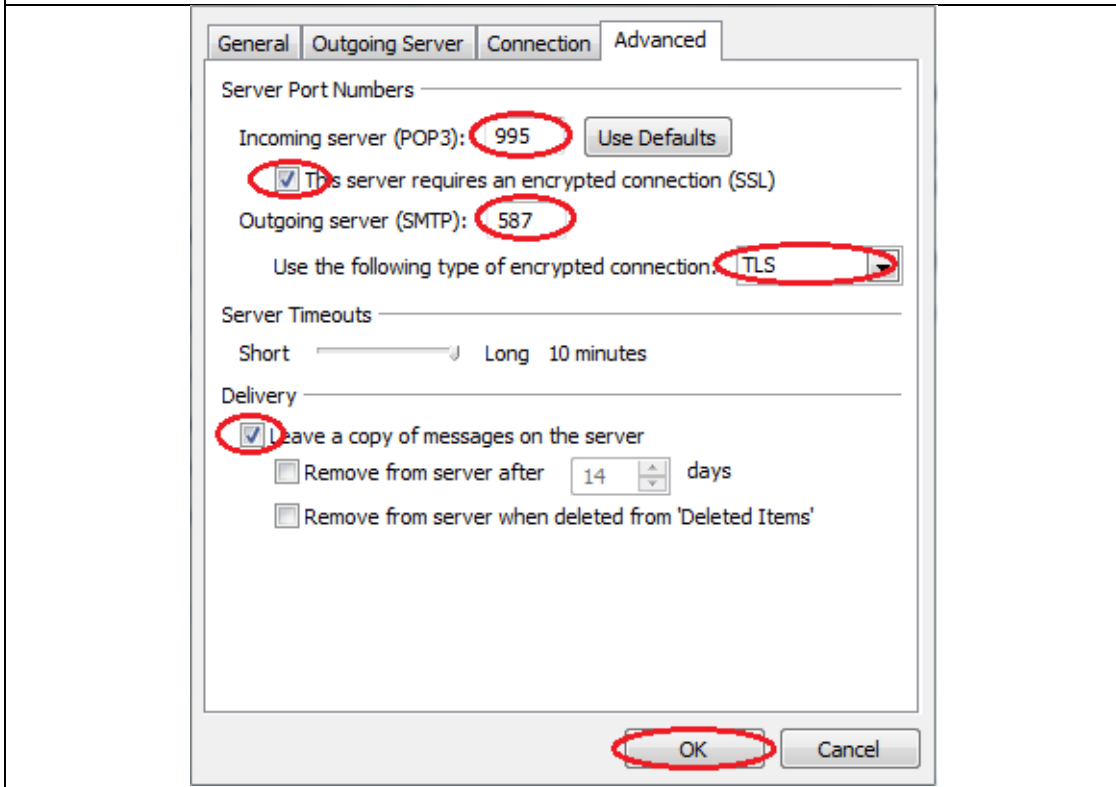 General Outgoing Server Connection Advanced
Server Port Numbers
Incoming server (POP3): 995 Use Defaults
This server requires an encrypted connection (SSL)
Outgoing server (SMTP): 587
Use the following type of encrypted connection: TLS
Server Timeouts
Short Long 10 minutes
Delivery
Leave a copy of messages on the server
Remove from server after 14 days
Remove from server when deleted from 'Deleted Items'
OK Cancel